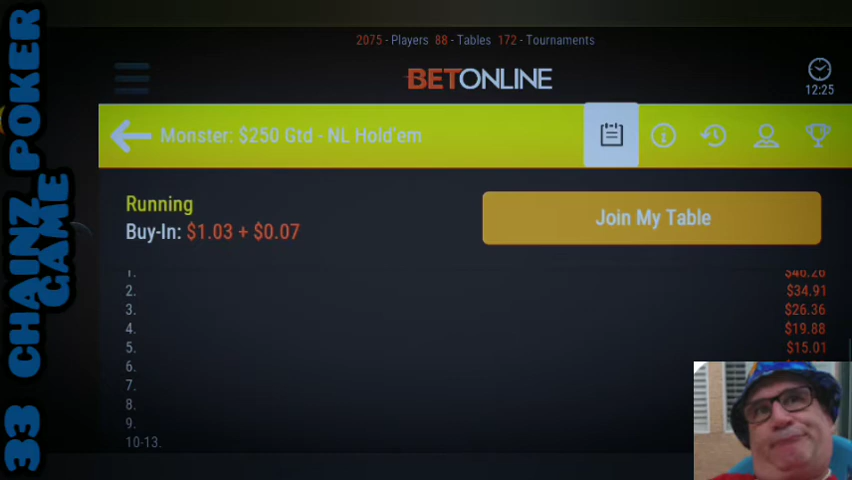 33 CHAINZ POKER
GAME
2075 - Players 88 - Tables 172 - Tournaments
BETONLINE
12:25
Monster: $250 Gtd - NL Hold'em
Running
Buy-In: $1.03 + $0.07
Join My Table
1. $46.26
2. $34.91
3. $26.36
4. $19.88
5. $15.01
6.
7.
8.
9.
10-13.